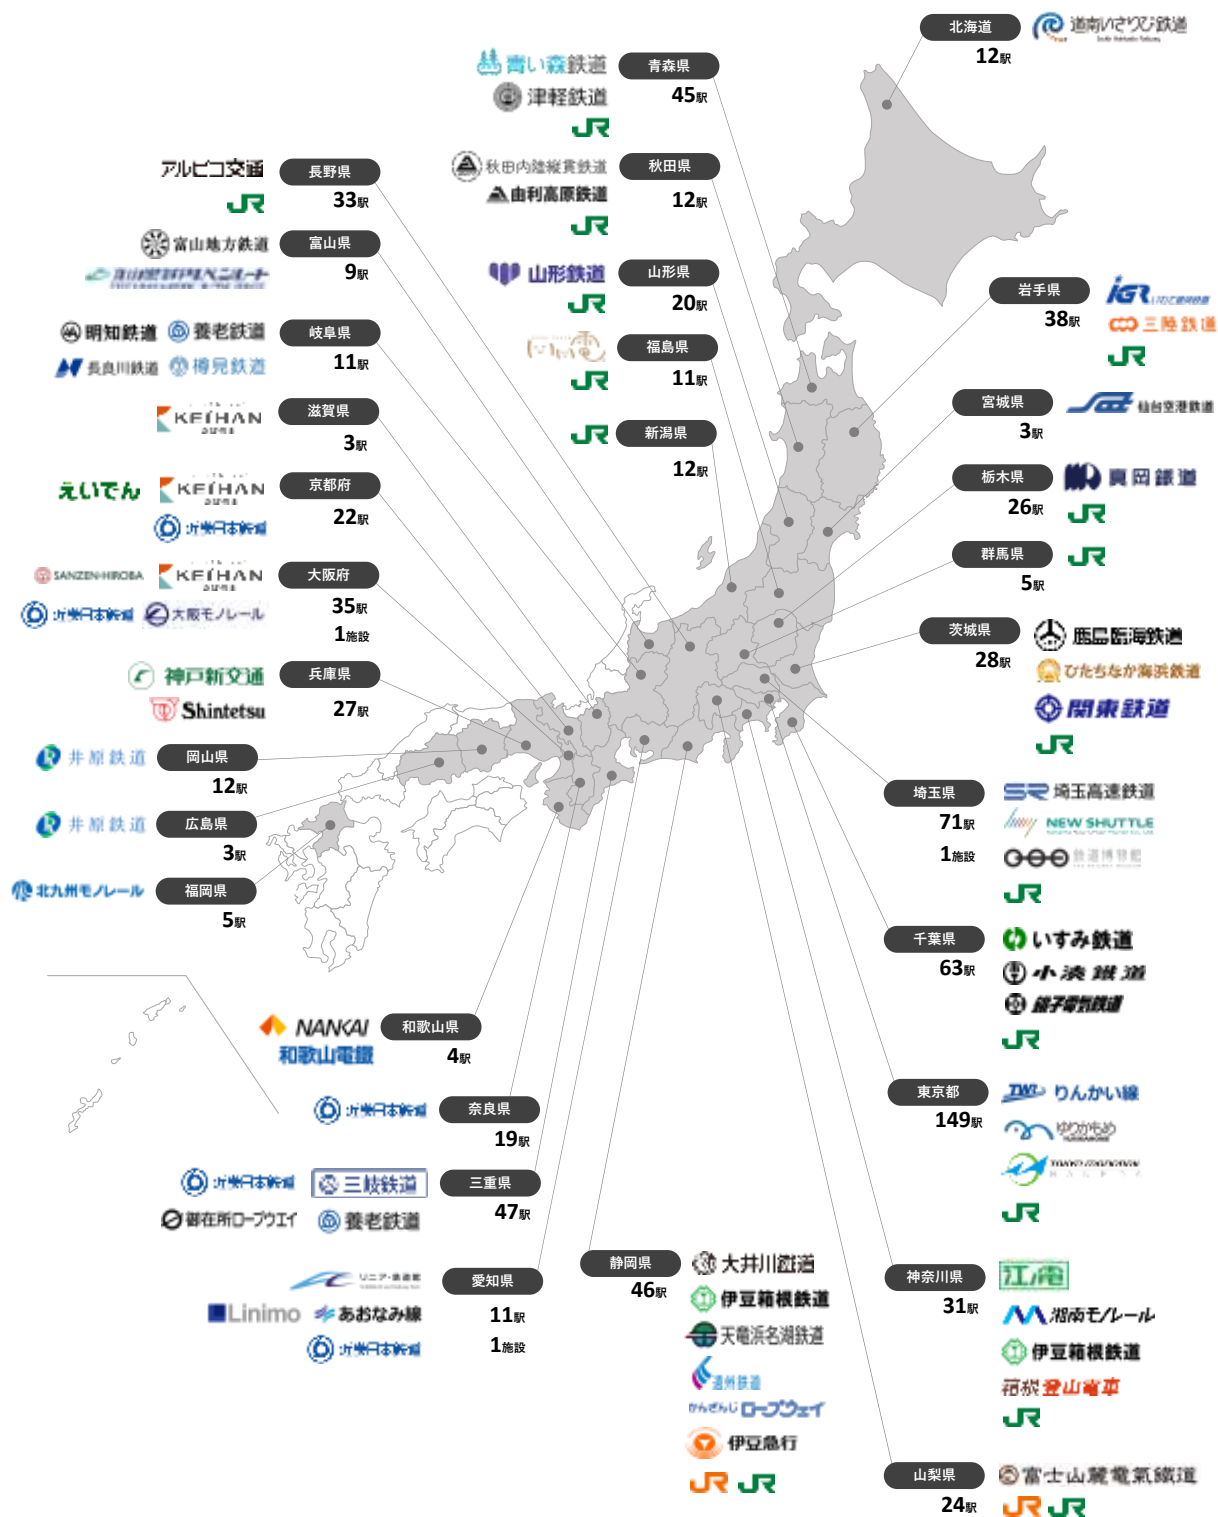 北海道
12駅
道南いさりび鉄道
青い森鉄道
津軽鉄道
JR
青森県
45駅
秋田内陸縦貫鉄道
由利高原鉄道
JR
秋田県
12駅
アルピコ交通
JR
長野県
33駅
富山地方鉄道
富山県
9駅
山形鉄道
JR
山形県
20駅
岩手県
38駅
IGR
三陸鉄道
JR
明知鉄道
養老鉄道
長良川鉄道
樽見鉄道
岐阜県
11駅
JR
福島県
11駅
KEIHAN
滋賀県
3駅
JR
新潟県
12駅
宮城県
3駅
仙台空港鉄道
えいでん
KEIHAN
近畿日本鉄道
京都府
22駅
栃木県
26駅
真岡鐵道
JR
群馬県
5駅
JR
SANZEN-HIROBA
KEIHAN
近畿日本鉄道
大阪モノレール
大阪府
35駅
1施設
茨城県
28駅
鹿島臨海鉄道
ひたちなか海浜鉄道
関東鉄道
JR
神戸新交通
Shintetsu
兵庫県
27駅
井原鉄道
岡山県
12駅
井原鉄道
広島県
3駅
北九州モノレール
福岡県
5駅
埼玉県
71駅
1施設
SR 埼玉高速鉄道
NEW SHUTTLE
鉄道博物館
JR
千葉県
63駅
いすみ鉄道
小湊鐵道
銚子電気鉄道
JR
NANKAI
和歌山電鐵
和歌山県
4駅
近畿日本鉄道
奈良県
19駅
東京都
149駅
TWR りんかい線
ゆりかもめ
JR
近畿日本鉄道
三岐鉄道
御在所ロープウエイ
養老鉄道
三重県
47駅
リニア・鉄道館
Linimo
あおなみ線
近畿日本鉄道
愛知県
11駅
1施設
静岡県
46駅
大井川鐵道
伊豆箱根鉄道
天竜浜名湖鉄道
遠州鉄道
かんざんじロープウェイ
伊豆急行
JR JR
神奈川県
31駅
江ノ電
湘南モノレール
伊豆箱根鉄道
箱根登山電車
JR
山梨県
24駅
富士山麓電気鐵道
JR JR